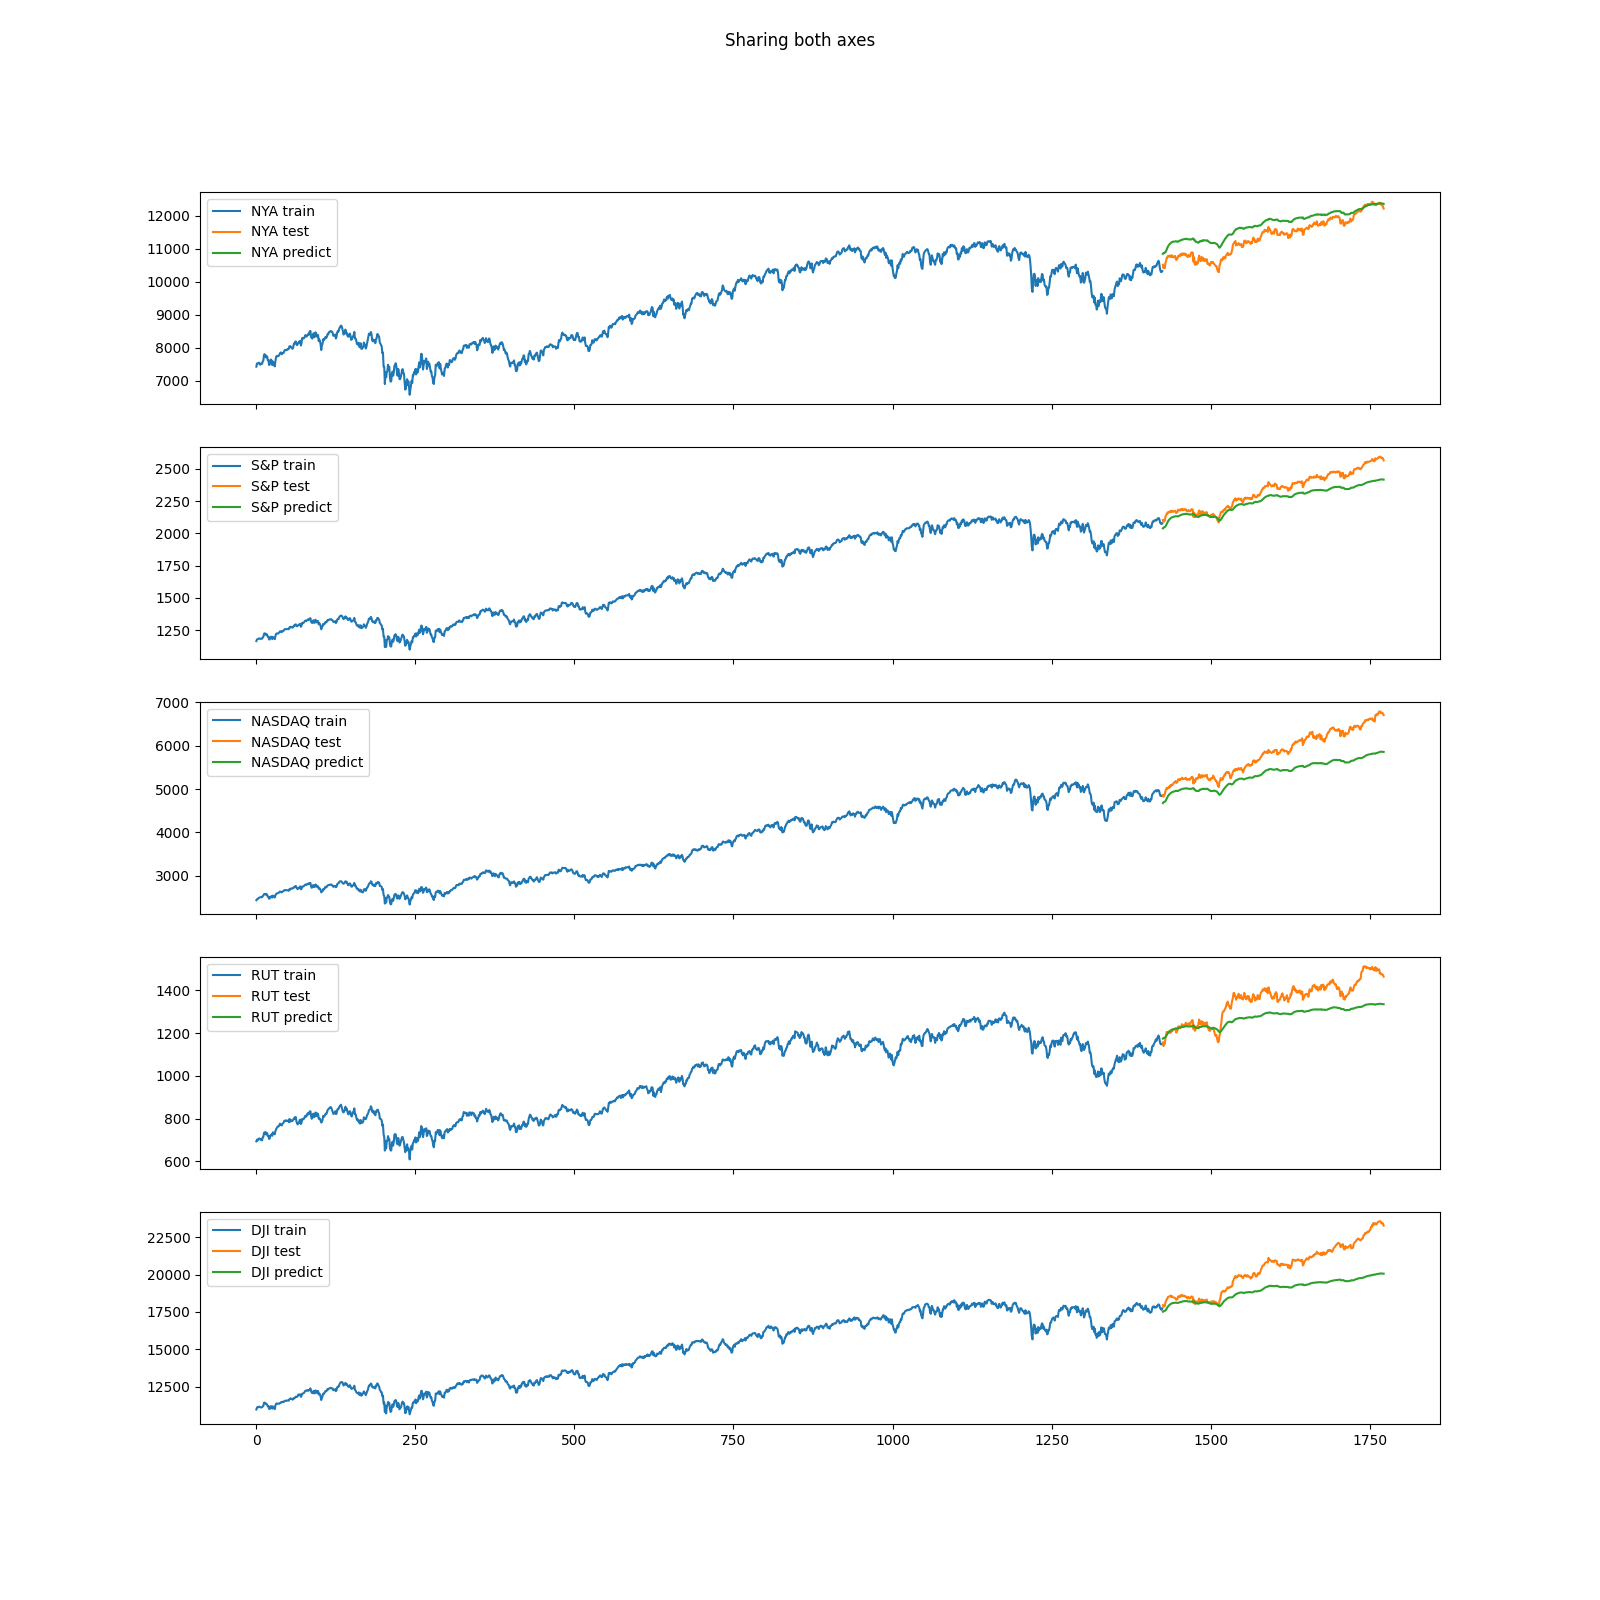 Sharing both axes
NYA train
NYA test
NYA predict
12000
11000
10000
9000
8000
7000
S&P train
S&P test
S&P predict
2500
2250
2000
1750
1500
1250
NASDAQ train
NASDAQ test
NASDAQ predict
7000
6000
5000
4000
3000
RUT train
RUT test
RUT predict
1400
1200
1000
800
600
DJI train
DJI test
DJI predict
22500
20000
17500
15000
12500
0 250 500 750 1000 1250 1500 1750